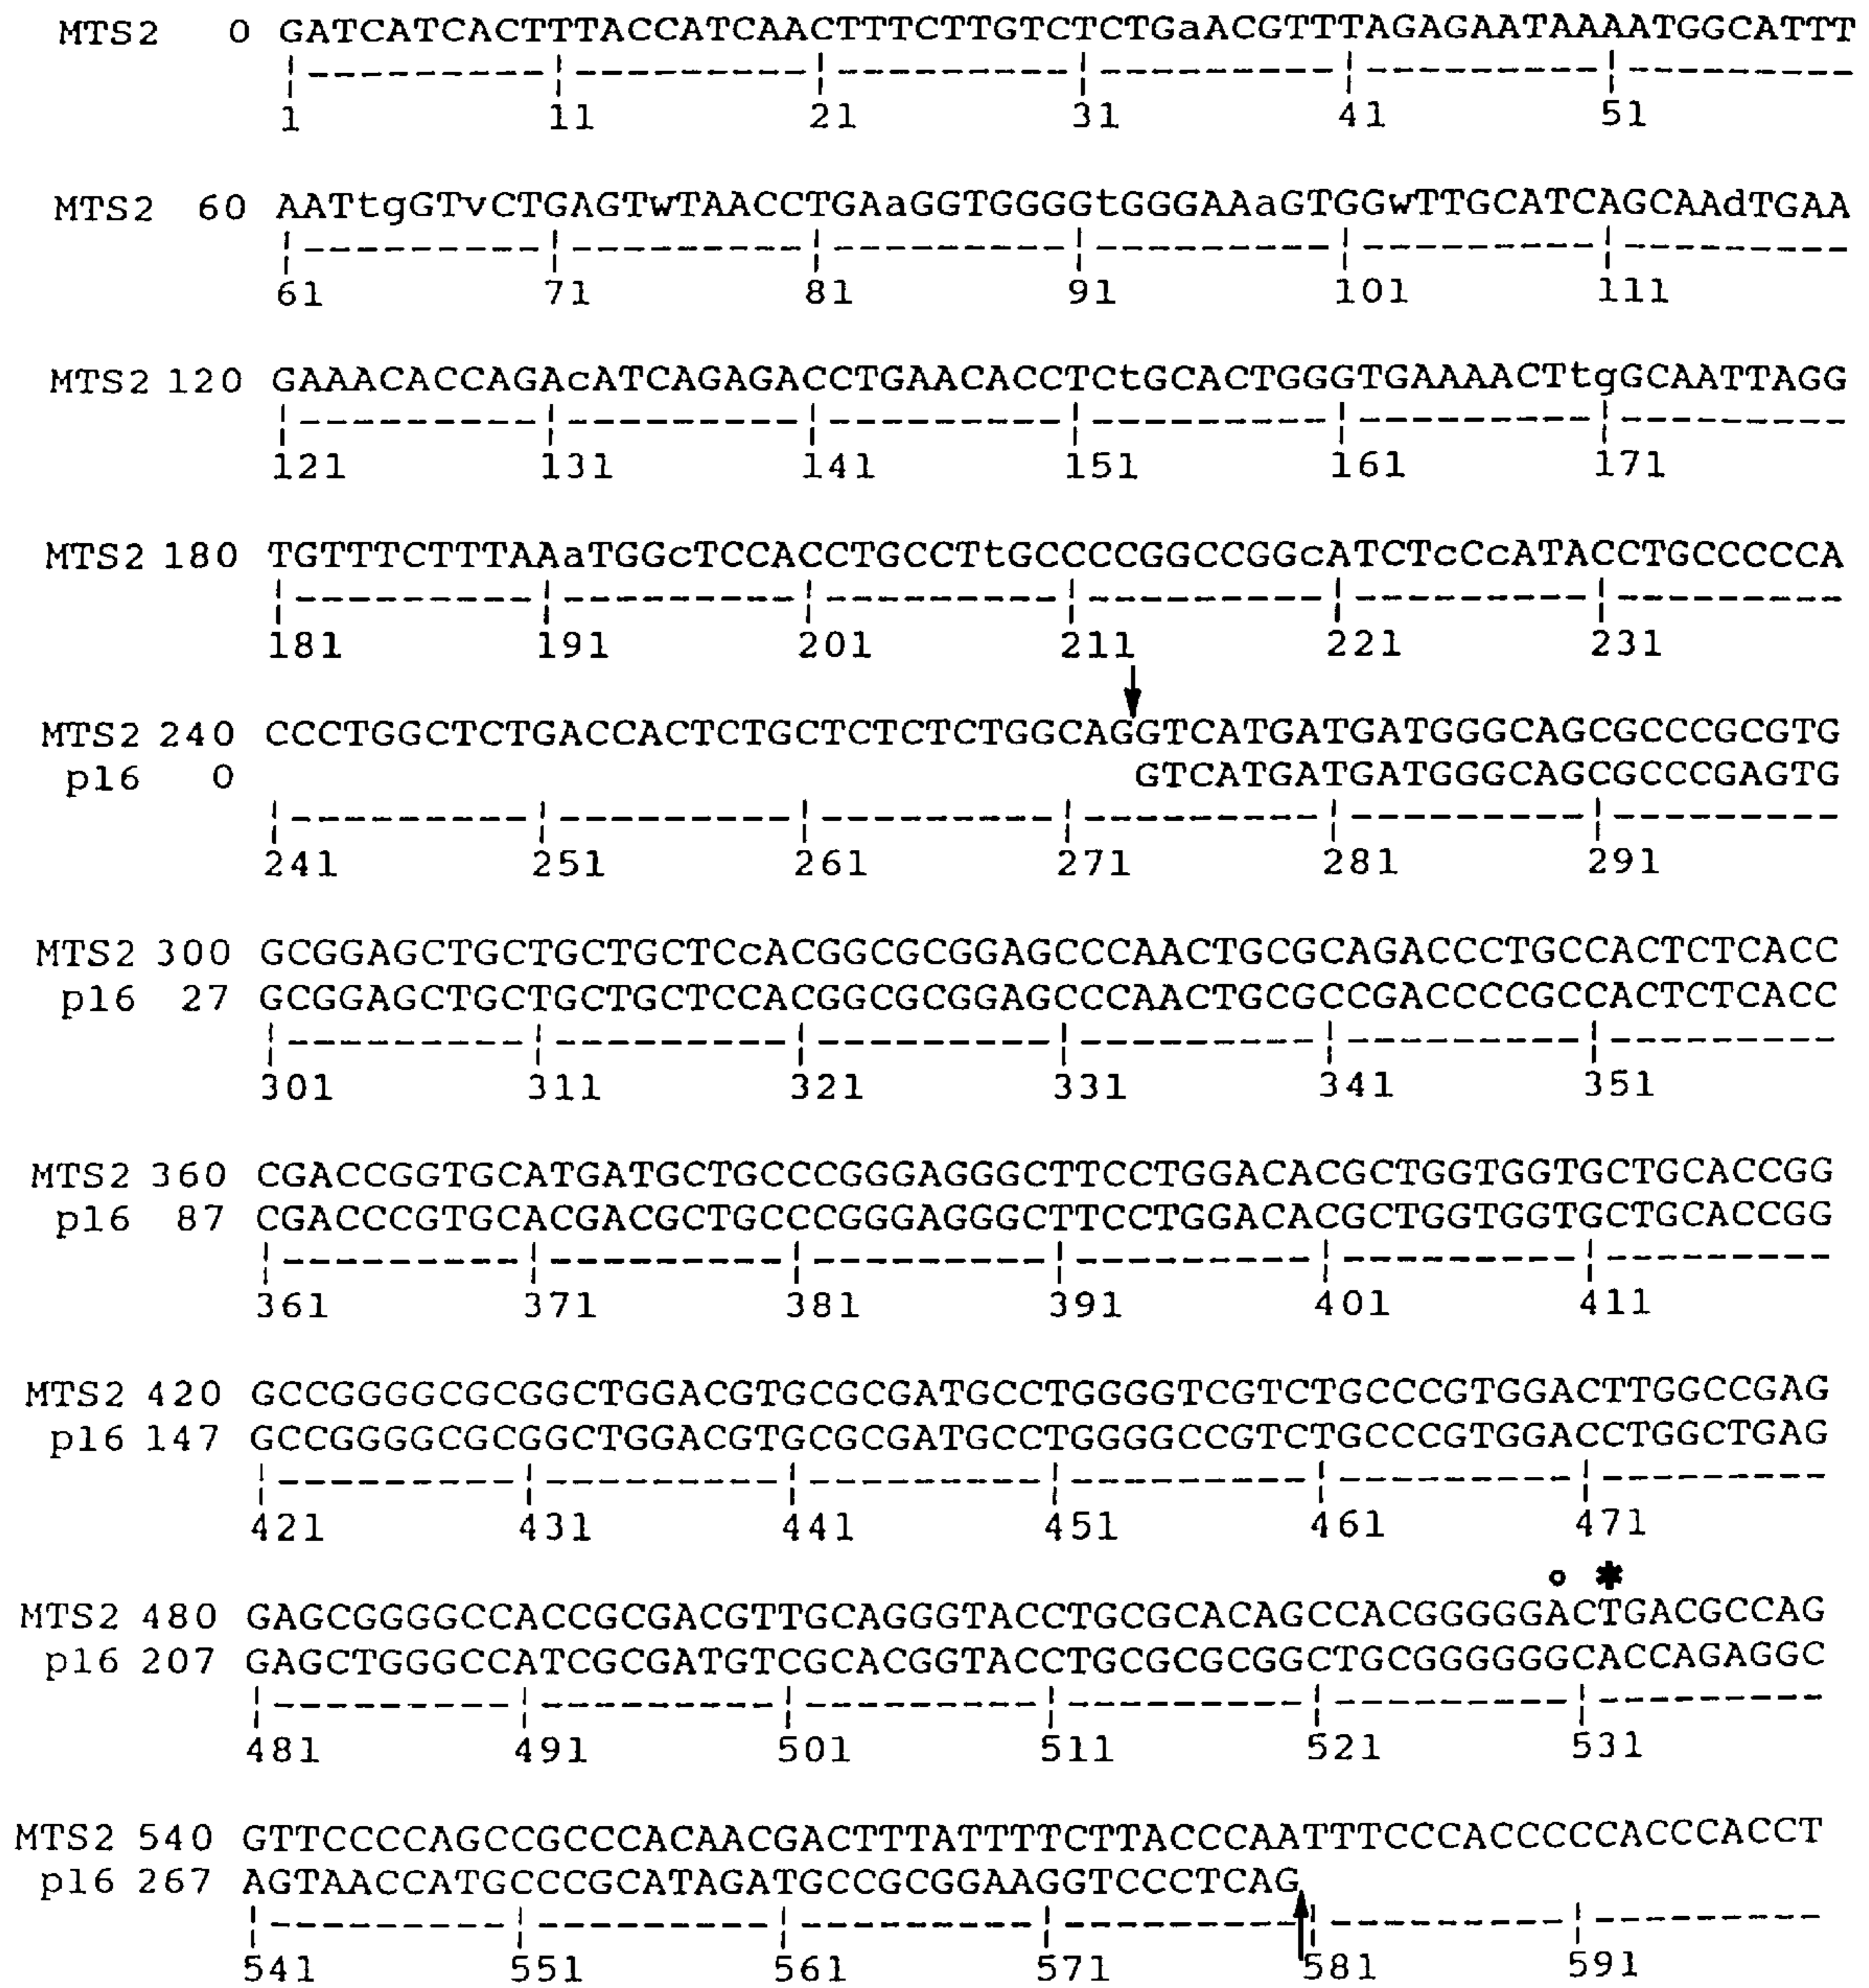 MTS2 0 GATCATCACTTTACCATCAACTTTCTTGTCTCTGaACGTTTAGAGAATAAAATGGCATTT
1 11 21 31 41 51
MTS2 60 AATtgGTvCTGAGTwTAACCTGAaGGTGGGGtGGGAAaGTGGwTTGCATCAGCAAdTGAA
61 71 81 91 101 111
MTS2 120 GAAACACCAGAcATCAGAGACCTGAACACCTCtGCACTGGGTGAAAACTtgGCAATTAGG
121 131 141 151 161 171
MTS2 180 TGTTTCTTTAAaTGGcTCCACCTGCCTtGCCCCGGCCGGcATCTcCcATACCTGCCCCCA
181 191 201 211 221 231
MTS2 240 CCCTGGCTCTGACCACTCTGCTCTCTCTGGCAGGTCATGATGATGGGCAGCGCCCGCGTG
p16 0 GTCATGATGATGGGCAGCGCCCGAGTG
241 251 261 271 281 291
MTS2 300 GCGGAGCTGCTGCTGCTCcACGGCGCGGAGCCCAACTGCGCAGACCCTGCCACTCTCACC
p16 27 GCGGAGCTGCTGCTGCTCCACGGCGCGGAGCCCAACTGCGCCGACCCCGCCACTCTCACC
301 311 321 331 341 351
MTS2 360 CGACCGGTGCATGATGCTGCCCGGGAGGGCTTCCTGGACACGCTGGTGGTGCTGCACCGG
p16 87 CGACCCGTGCACGACGCTGCCCGGGAGGGCTTCCTGGACACGCTGGTGGTGCTGCACCGG
361 371 381 391 401 411
MTS2 420 GCCGGGGCGCGGCTGGACGTGCGCGATGCCTGGGGTCGTCTGCCCGTGGACTTGGCCGAG
p16 147 GCCGGGGCGCGGCTGGACGTGCGCGATGCCTGGGGCCGTCTGCCCGTGGACCTGGCTGAG
421 431 441 451 461 471
° *
MTS2 480 GAGCGGGGCCACCGCGACGTTGCAGGGTACCTGCGCACAGCCACGGGGGACTGACGCCAG
p16 207 GAGCTGGGCCATCGCGATGTCGCACGGTACCTGCGCGCGGCTGCGGGGGGCACCAGAGGC
481 491 501 511 521 531
MTS2 540 GTTCCCCAGCCGCCCACAACGACTTTATTTTCTTACCCAATTTCCCACCCCCACCCACCT
p16 267 AGTAACCATGCCCGCATAGATGCCGCGGAAGGTCCCTCAG
541 551 561 571 581 591